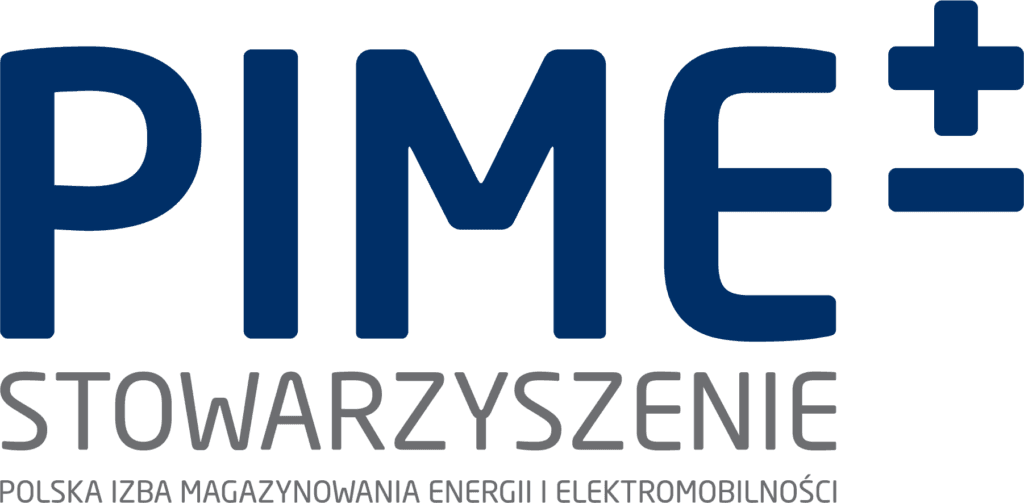 PIME±
STOWARZYSZENIE
POLSKA IZBA MAGAZYNOWANIA ENERGII I ELEKTROMOBILNOŚCI